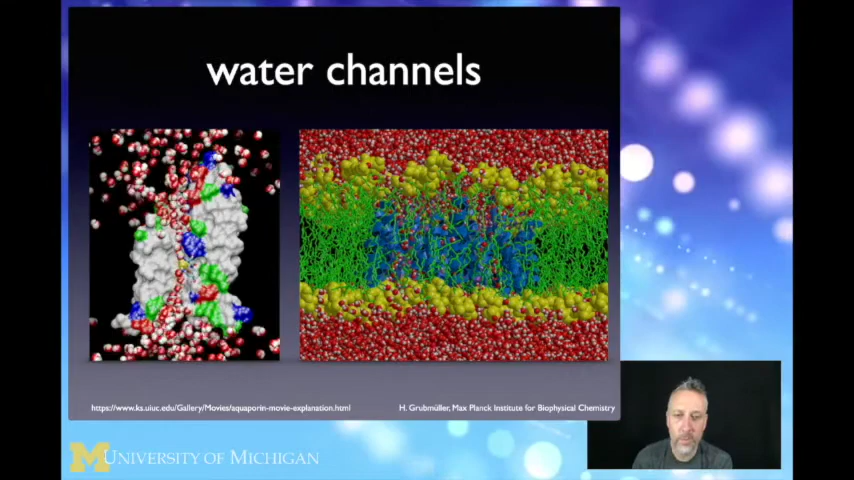 water channels
https://www.ks.uiuc.edu/Gallery/Movies/aquaporin-movie-explanation.html
H. Grubmüller, Max Planck Institute for Biophysical Chemistry
M UNIVERSITY OF MICHIGAN